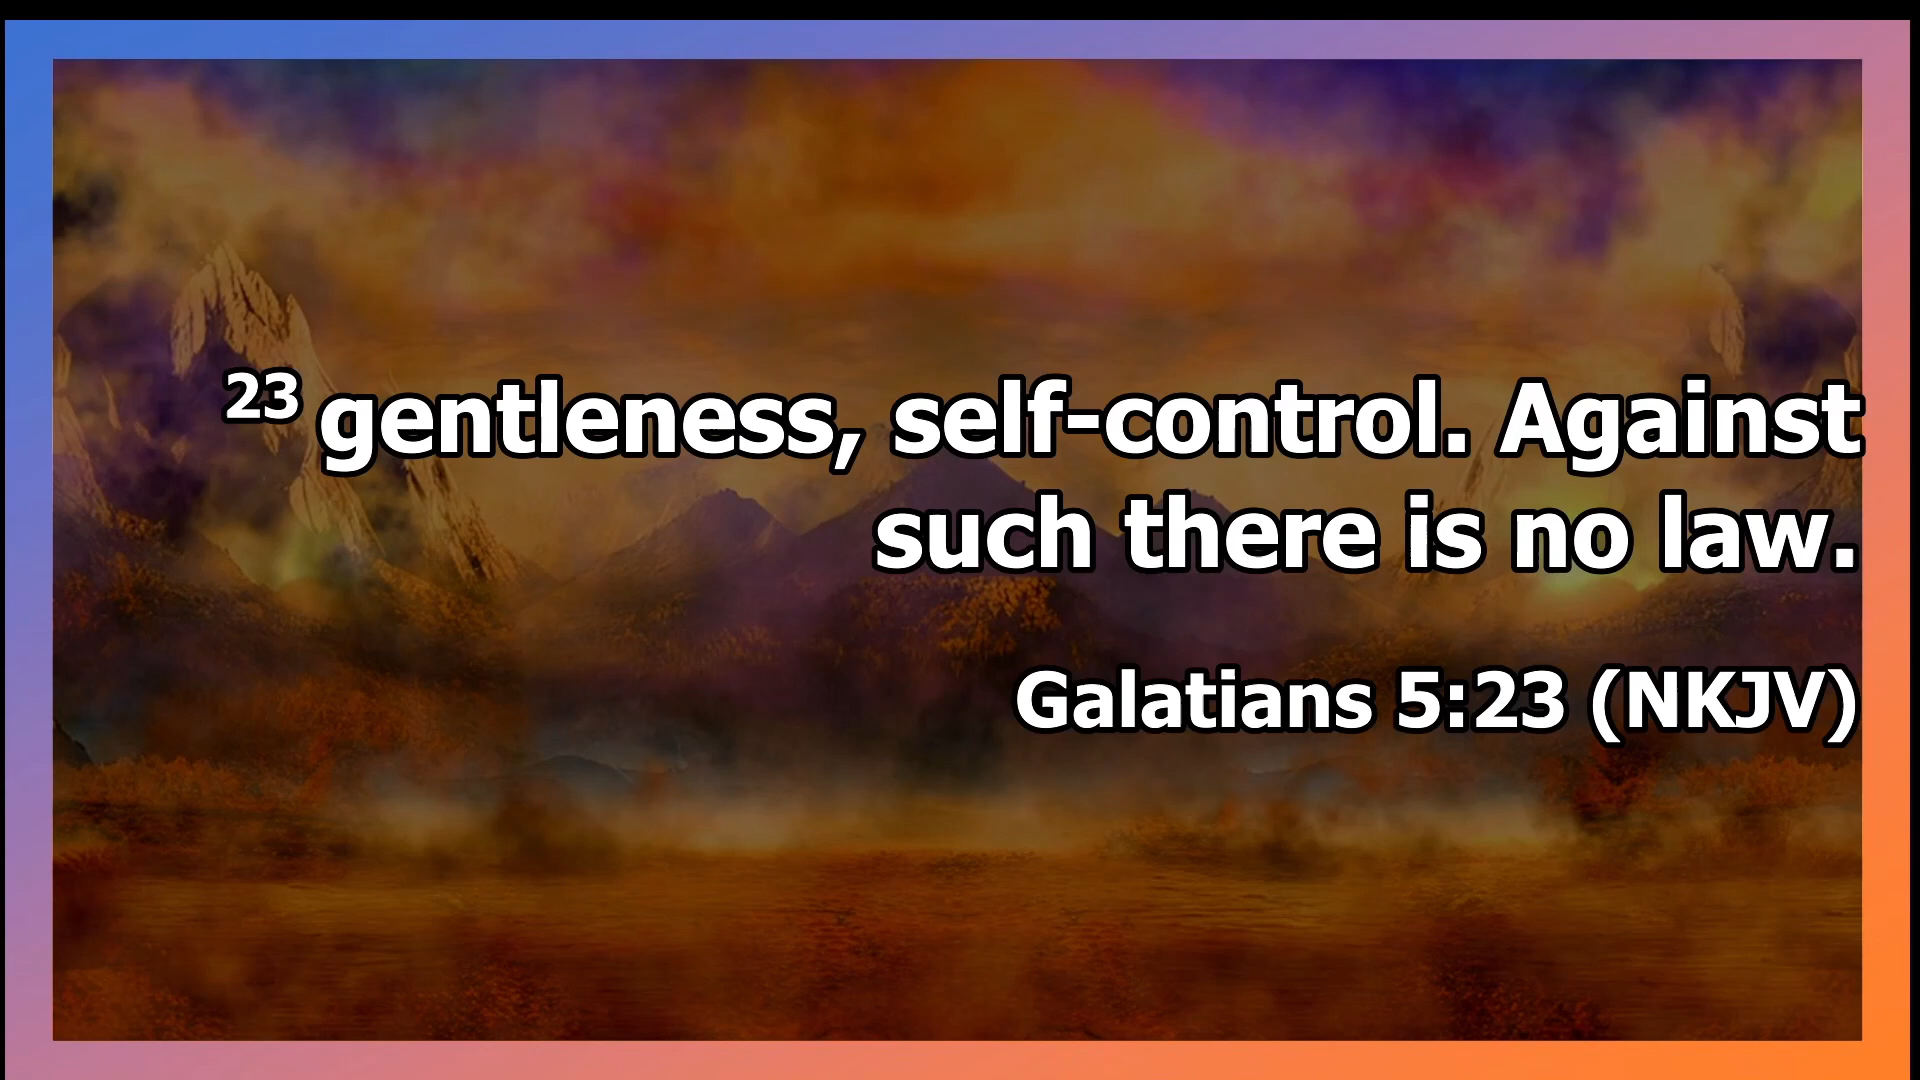 23 gentleness, self-control. Against
such there is no law.
Galatians 5:23 (NKJV)